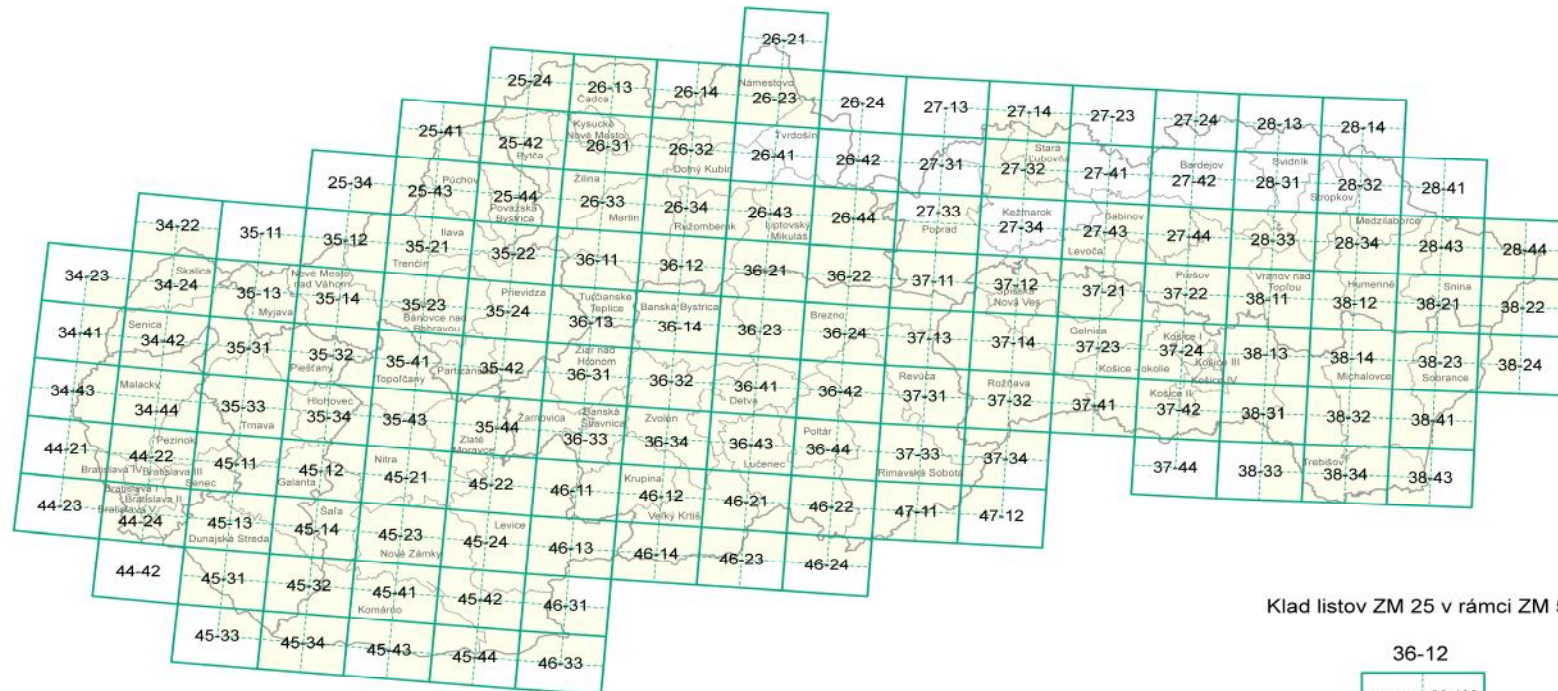 26-21
25-24 26-13 26-14 26-23 26-24 27-13 27-14 27-23 27-24 28-13 28-14
Čadca Námestovo
25-41 25-42 26-31 26-32 26-41 26-42 27-31 27-32 27-41 27-42 28-31 28-32 28-41
Kysucké
Nové Mesto
Bytča Dolný Kubín Tvrdošín
Stará
Ľubovňa
Bardejov Svidník Stropkov
25-34 25-43 25-44 26-33 26-34 26-43 26-44 27-33 27-34 27-43 27-44 28-33 28-34 28-43 28-44
Púchov
Považská
Bystrica
Žilina Martin Ružomberok
Liptovský
Mikuláš
Poprad Kežmarok Sabinov Levoča Medzilaborce
34-22 35-11 35-12 35-21 35-22 36-11 36-12 36-21 36-22 37-11 37-12 37-21 37-22 38-11 38-12 38-21 38-22
Ilava Trenčín
Spišská
Nová Ves
Prešov
Vranov nad
Topľou
Humenné Snina
34-23 34-24 35-13 35-14 35-23 35-24 36-13 36-14 36-23 36-24 37-13 37-14 37-23 37-24 38-13 38-14 38-23 38-24
Skalica Myjava
Nové Mesto
nad Váhom
Bánovce nad
Bebravou
Prievidza
Turčianske
Teplice
Banská Bystrica Brezno Gelnica
Košice I
Košice III
Košice - okolie
Košice IV
Michalovce Sobrance
34-41 34-42 35-31 35-32 35-41 35-42 36-31 36-32 36-41 36-42 37-31 37-32 37-41 37-42 38-31 38-32 38-41
Senica Piešťany Topoľčany
Žiar nad
Hronom
Detva Revúca Rožňava
Košice II
34-43 34-44 35-33 35-34 35-43 35-44 36-33 36-34 36-43 36-44 37-33 37-34 37-44 38-33 38-34 38-43
Malacky Trnava Hlohovec
Zlaté
Moravce
Žarnovica
Banská
Štiavnica
Zvolen Lučenec Poltár Rimavská Sobota Trebišov
44-21 44-22 45-11 45-12 45-21 45-22 46-11 46-12 46-21 46-22 47-11 47-12
Pezinok
Bratislava IV
Bratislava III
Senec Galanta Nitra Krupina Veľký Krtíš
44-23 44-24 45-13 45-14 45-23 45-24 46-13 46-14 46-23 46-24
Bratislava II
Bratislava V
Dunajská Streda Šaľa Nové Zámky Levice
44-42 45-31 45-32 45-41 45-42 46-31
Komárno
45-33 45-34 45-43 45-44 46-33
Klad listov ZM 25 v rámci ZM
36-12